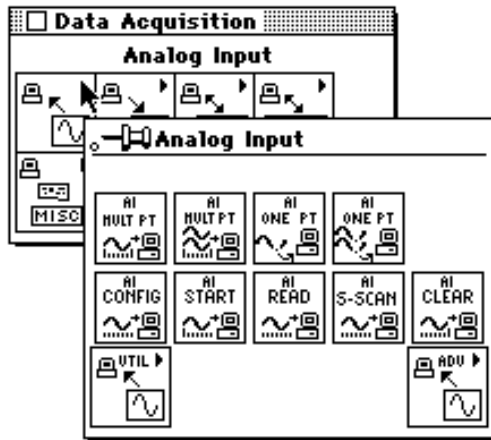 Data Acquisition
Analog Input
MISC
Analog Input
AI MULT PT
AI MULT PT
AI ONE PT
AI ONE PT
AI CONFIG
AI START
AI READ
AI S-SCAN
AI CLEAR
UTIL
ADV